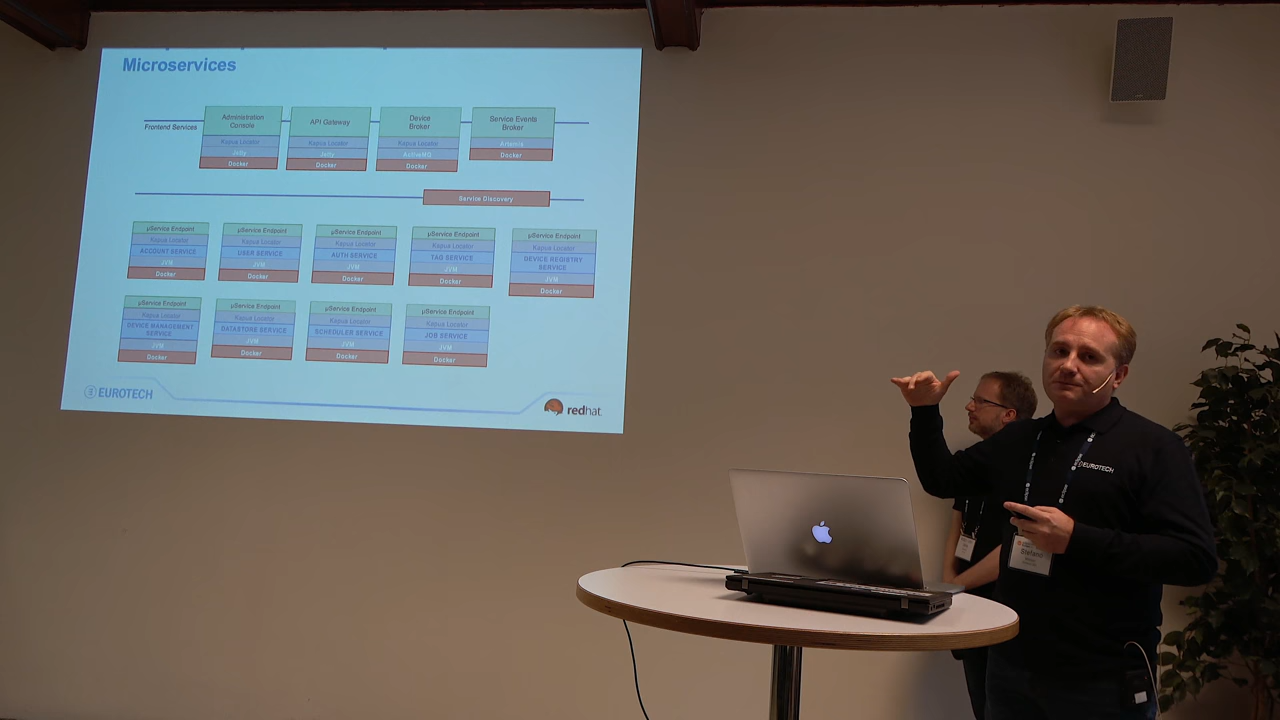 Microservices
Frontend Services
Administration
Console
Kapua Locator
Jetty
Docker
API Gateway
Kapua Locator
Jetty
Docker
Device
Broker
Kapua Locator
ActiveMQ
Docker
Service Events
Broker
Artemis
Docker
Service Discovery
µService Endpoint
Kapua Locator
ACCOUNT SERVICE
JVM
Docker
µService Endpoint
Kapua Locator
USER SERVICE
JVM
Docker
µService Endpoint
Kapua Locator
AUTH SERVICE
JVM
Docker
µService Endpoint
Kapua Locator
TAG SERVICE
JVM
Docker
µService Endpoint
Kapua Locator
DEVICE REGISTRY
SERVICE
JVM
Docker
µService Endpoint
Kapua Locator
DEVICE MANAGEMENT
SERVICE
JVM
Docker
µService Endpoint
Kapua Locator
DATASTORE SERVICE
JVM
Docker
µService Endpoint
Kapua Locator
SCHEDULER SERVICE
JVM
Docker
µService Endpoint
Kapua Locator
JOB SERVICE
JVM
Docker
EUROTECH
redhat.
EUROTECH
Stefano